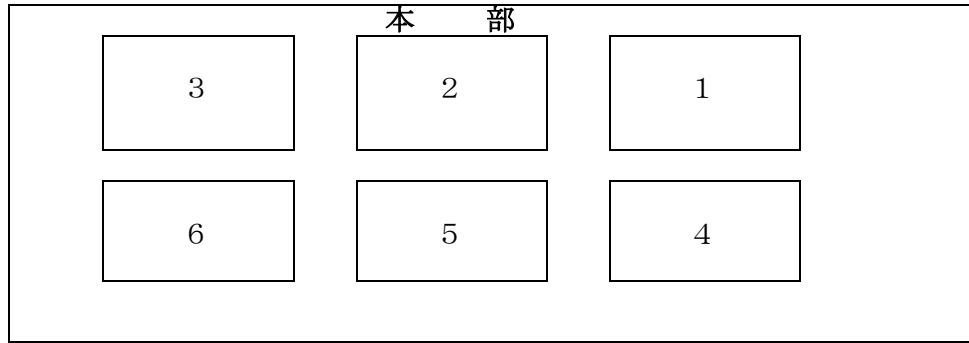 本　　部
３　２　１
６　５　４